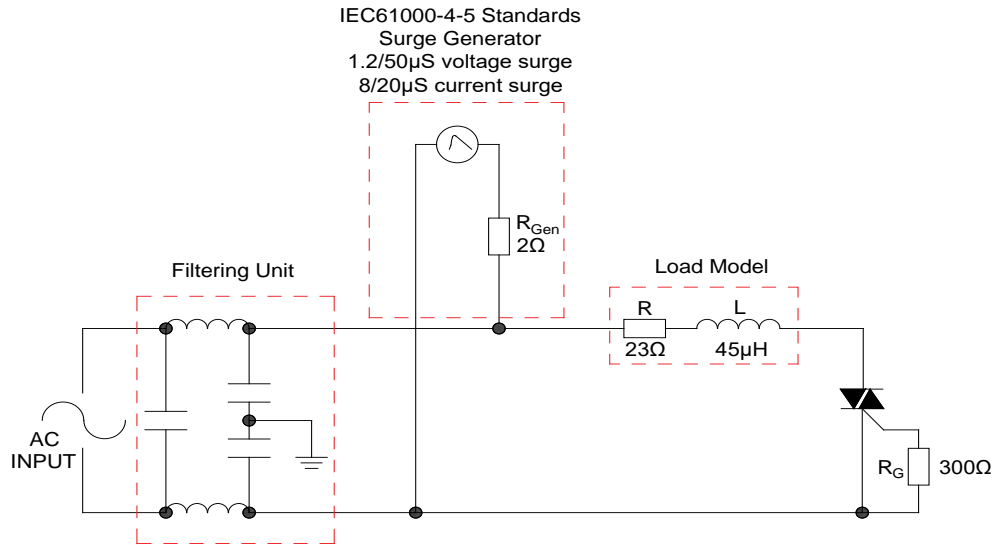 IEC61000-4-5 Standards
Surge Generator
1.2/50µS voltage surge
8/20µS current surge
RGen
2Ω
Filtering Unit
Load Model
R
L
23Ω
45µH
AC
INPUT
RG
300Ω